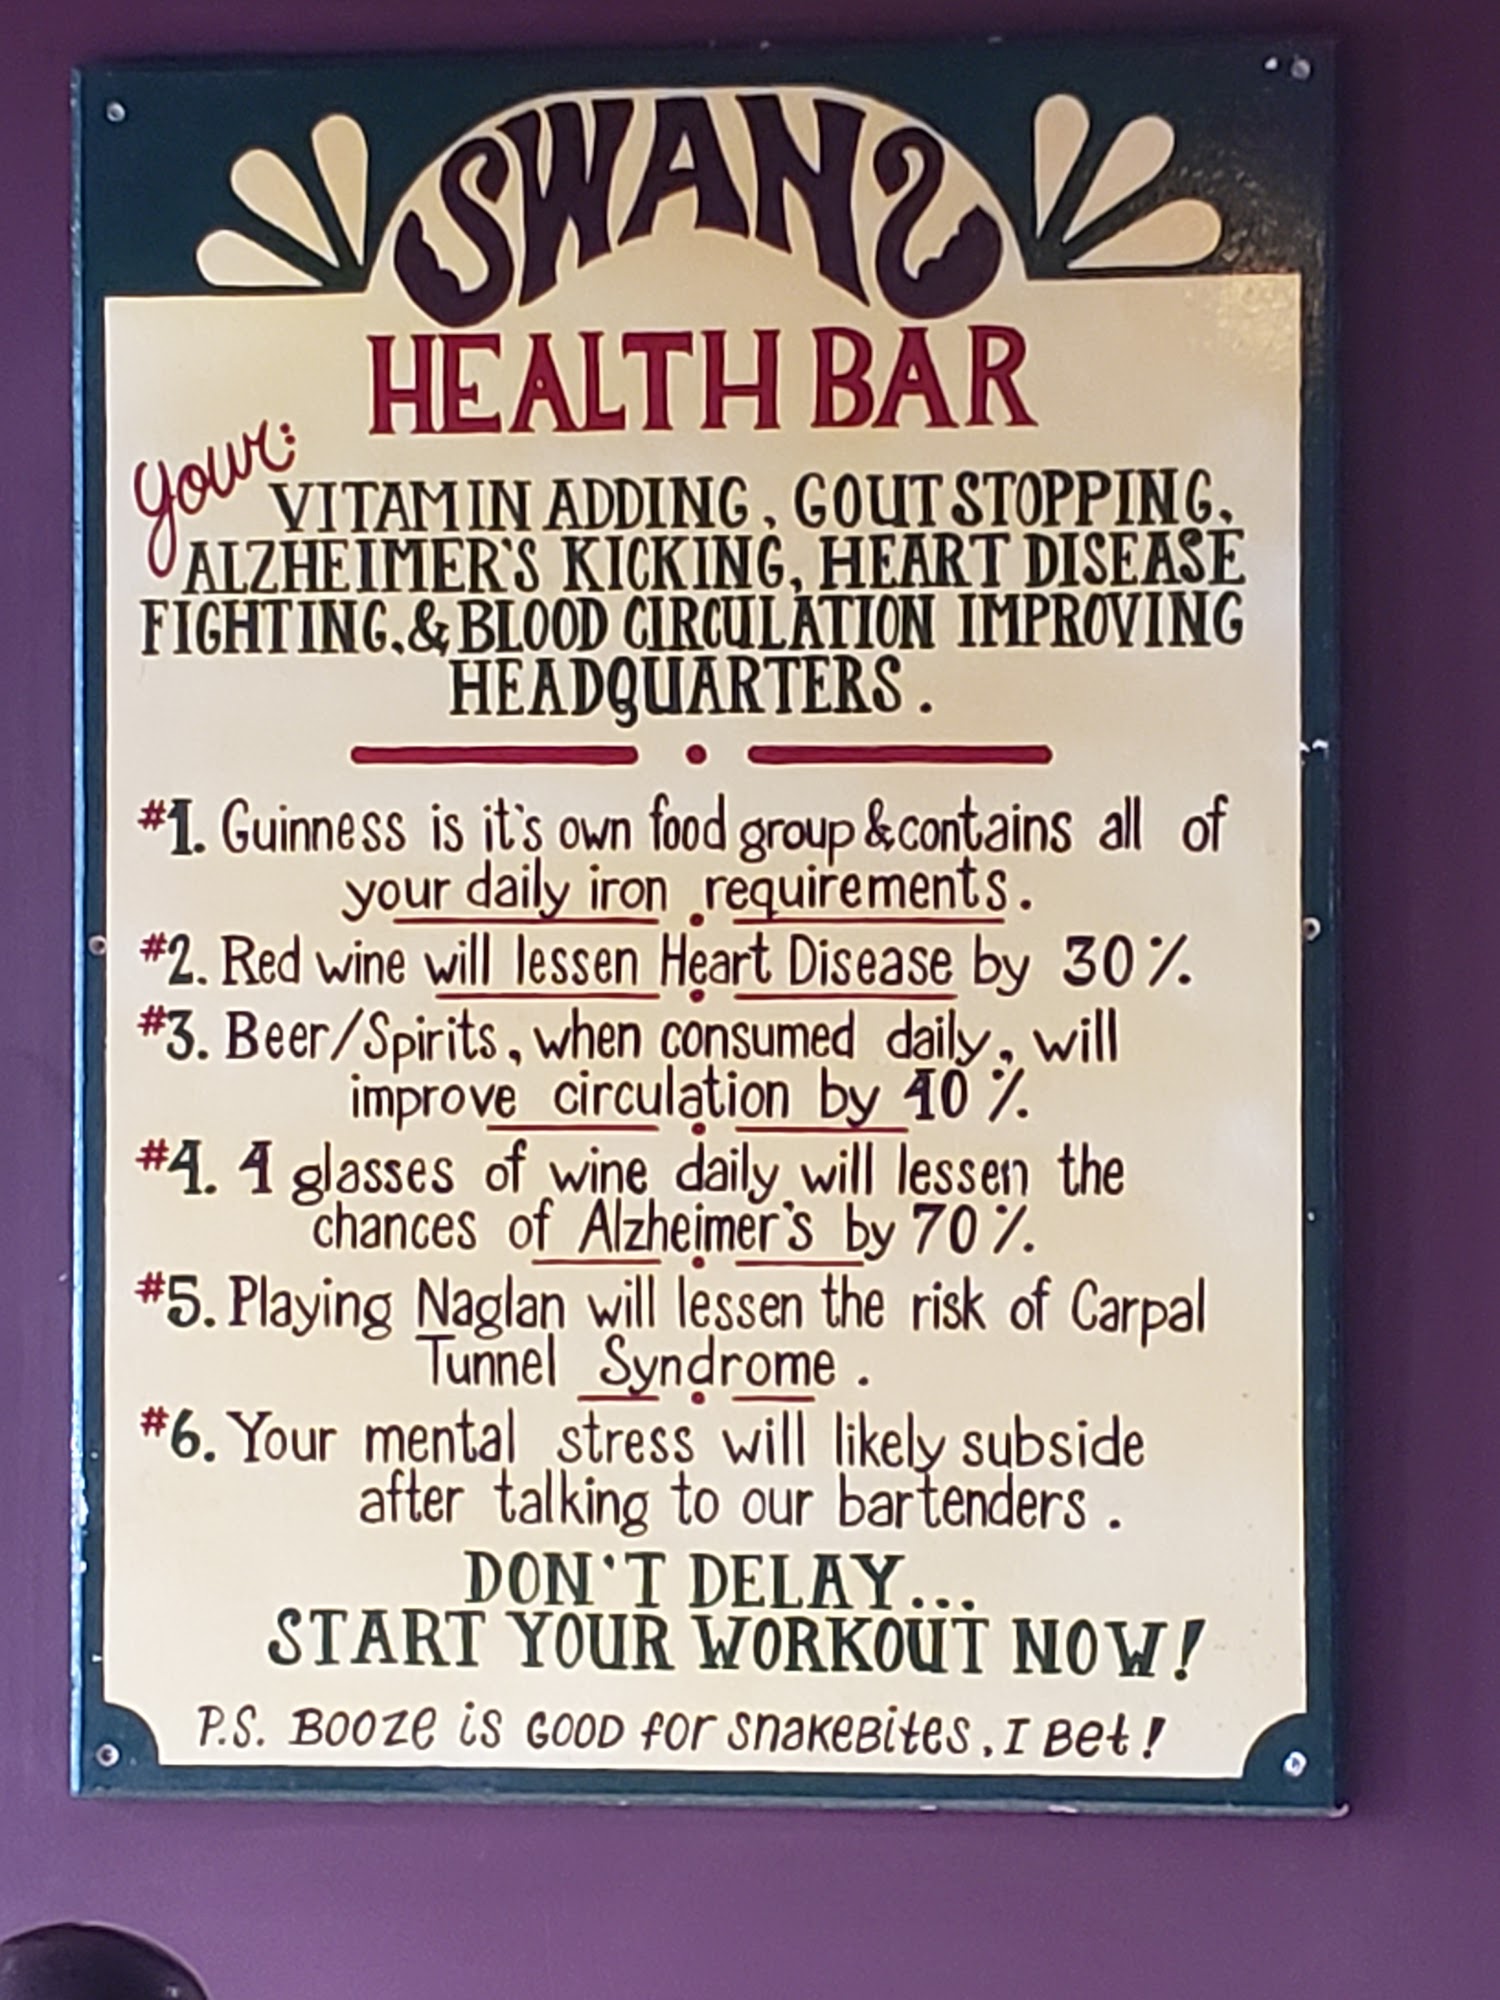 SWANS
HEALTH BAR
your:
VITAMIN ADDING, GOUT STOPPING,
ALZHEIMER'S KICKING, HEART DISEASE
FIGHTING, & BLOOD CIRCULATION IMPROVING
HEADQUARTERS.
#1. Guinness is it's own food group & contains all of
your daily iron requirements.
#2. Red wine will lessen Heart Disease by 30%.
#3. Beer/Spirits, when consumed daily, will
improve circulation by 40%.
#4. 4 glasses of wine daily will lessen the
chances of Alzheimer's by 70%.
#5. Playing Naglan will lessen the risk of Carpal
Tunnel Syndrome.
#6. Your mental stress will likely subside
after talking to our bartenders.
DON'T DELAY...
START YOUR WORKOUT NOW!
P.S. Booze is GOOD for snakeBites, I Bet!